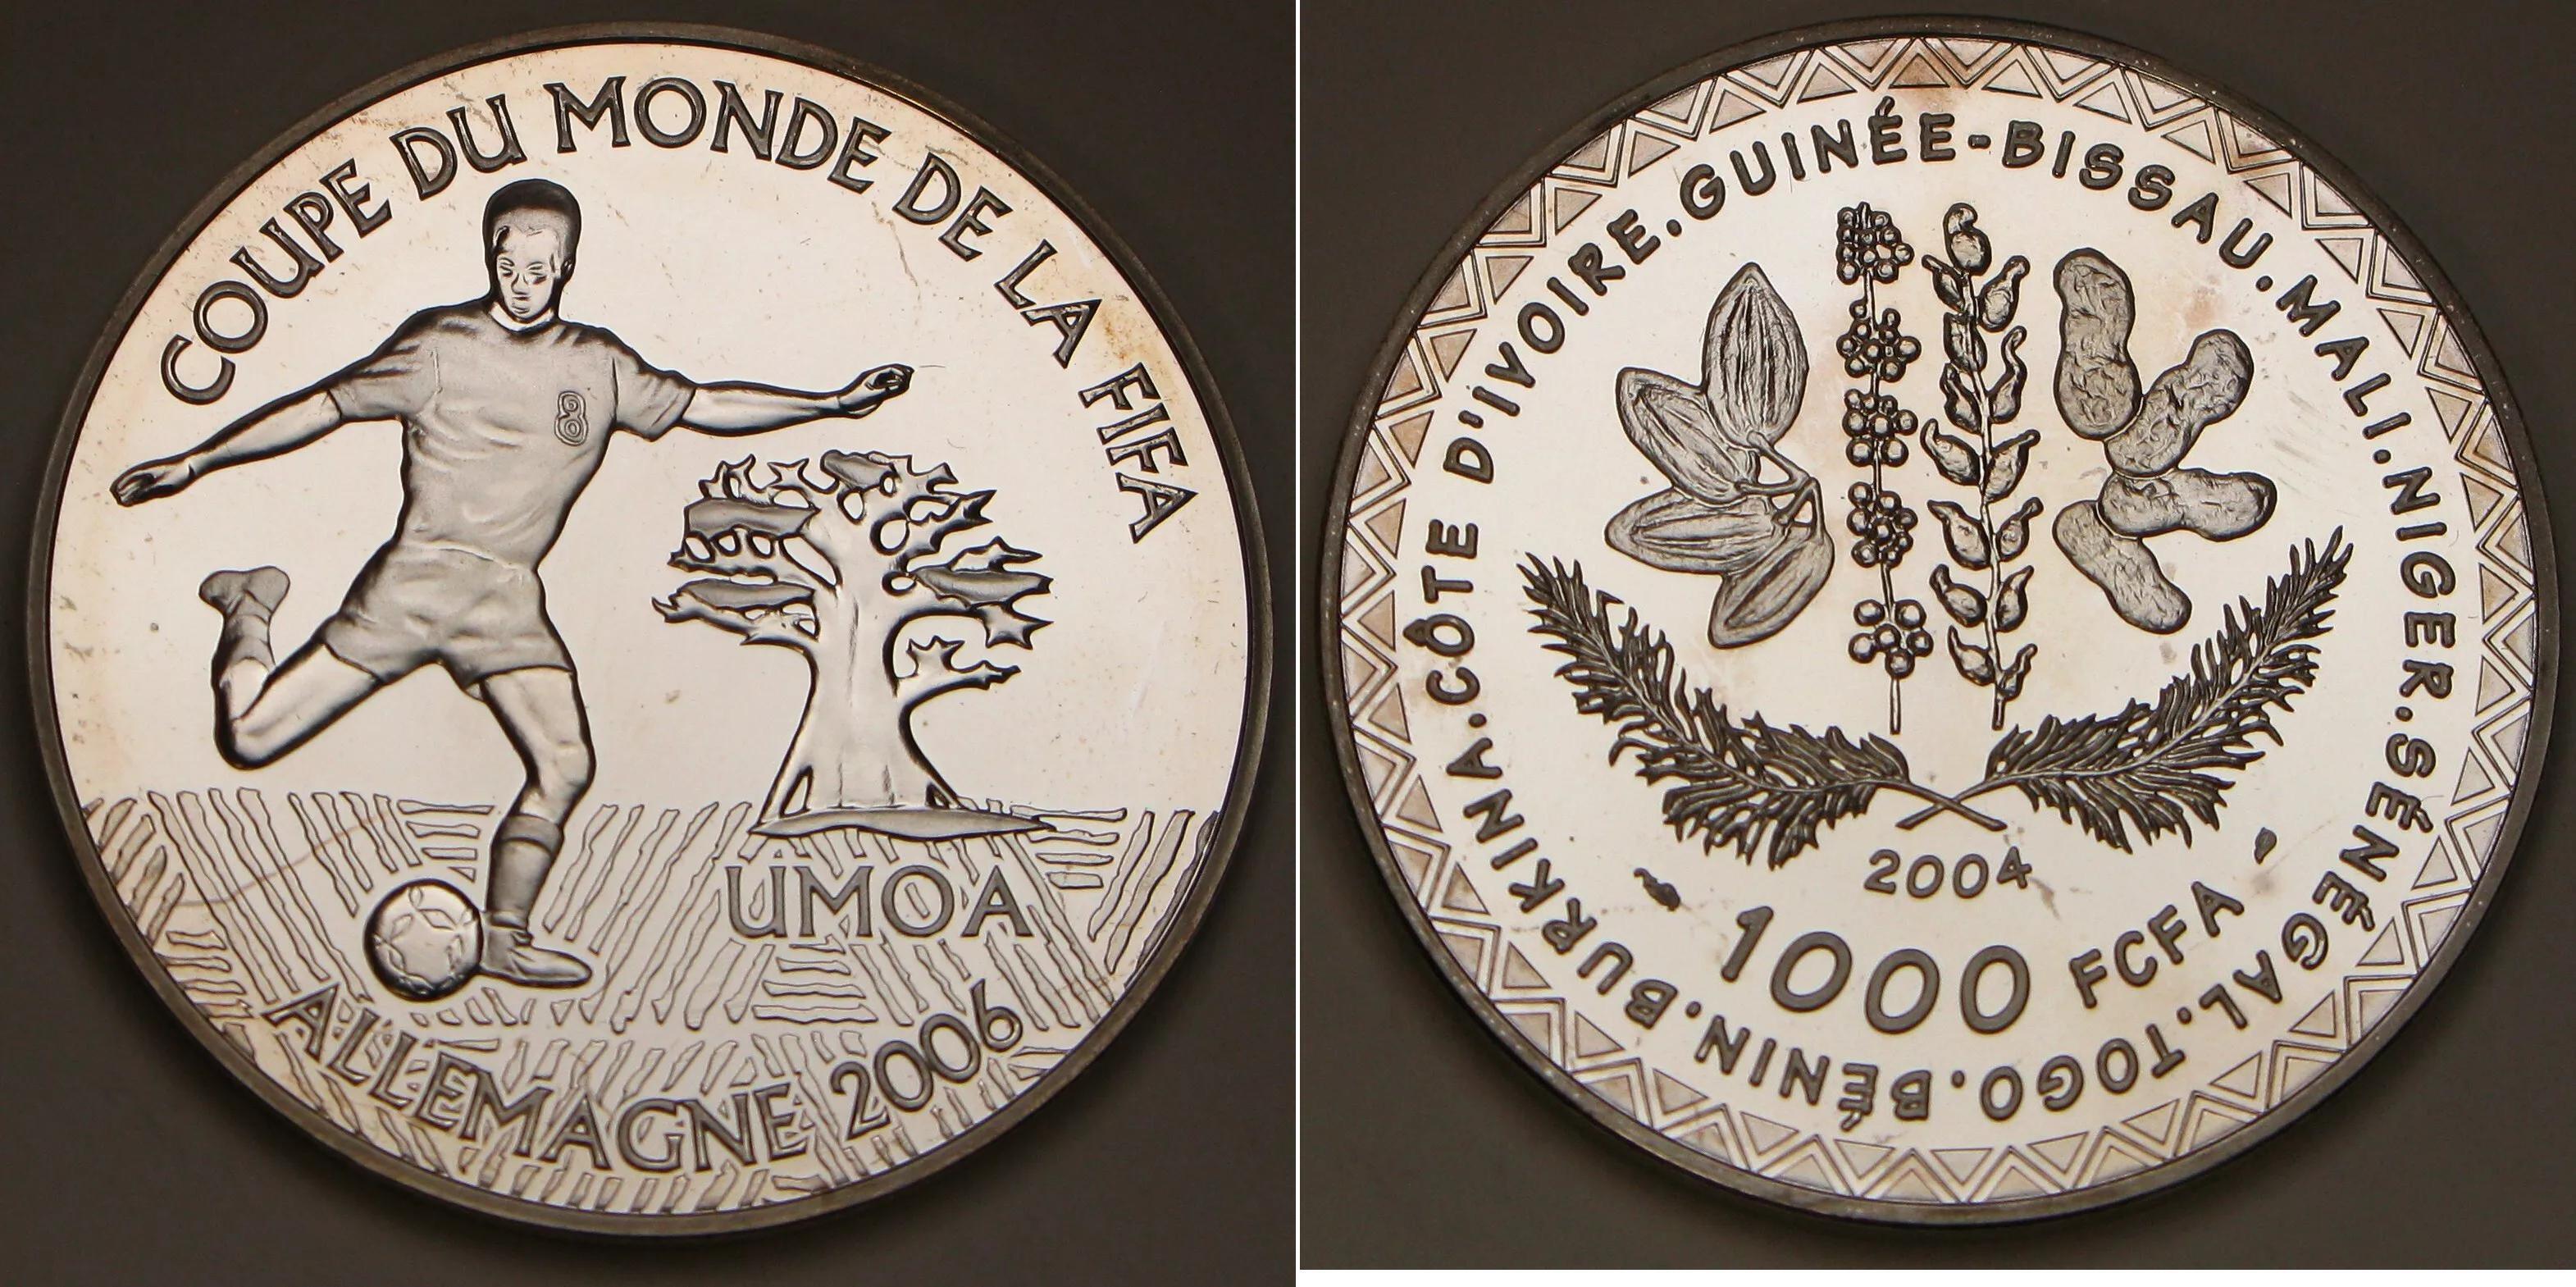 COUPE DU MONDE DE LA FIFA
8
UMOA
ALLEMAGNE 2006
BÉNIN.BURKINA.CÔTE D'IVOIRE.GUINÉE-BISSAU.MALI.NIGER.SÉNÉGAL.TOGO.
2004
1000 FCFA